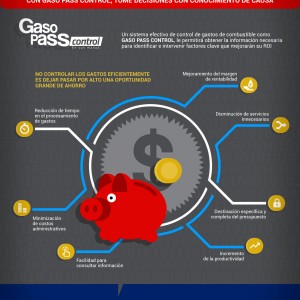 CON GASO PASS CONTROL, TOME DECISIONES CON CONOCIMIENTO DE CAUSA
Gaso
Pass control
Un sistema efectivo de control de gastos de combustible como
GASO PASS CONTROL, le permitirá obtener la información necesaria
para identificar e intervenir factores clave que mejorarán su ROI
NO CONTROLAR LOS GASTOS EFICIENTEMENTE
ES DEJAR PASAR POR ALTO UNA OPORTUNIDAD
GRANDE DE AHORRO
Mejoramiento del margen
de rentabilidad
Reducción de tiempo
en el procesamiento
de gastos
Disminución de servicios
innecesarios
$
Minimización de
costos
administrativos
Destinación específica y
completa del presupuesto
Facilidad para
consultar información
Incremento
de la productividad